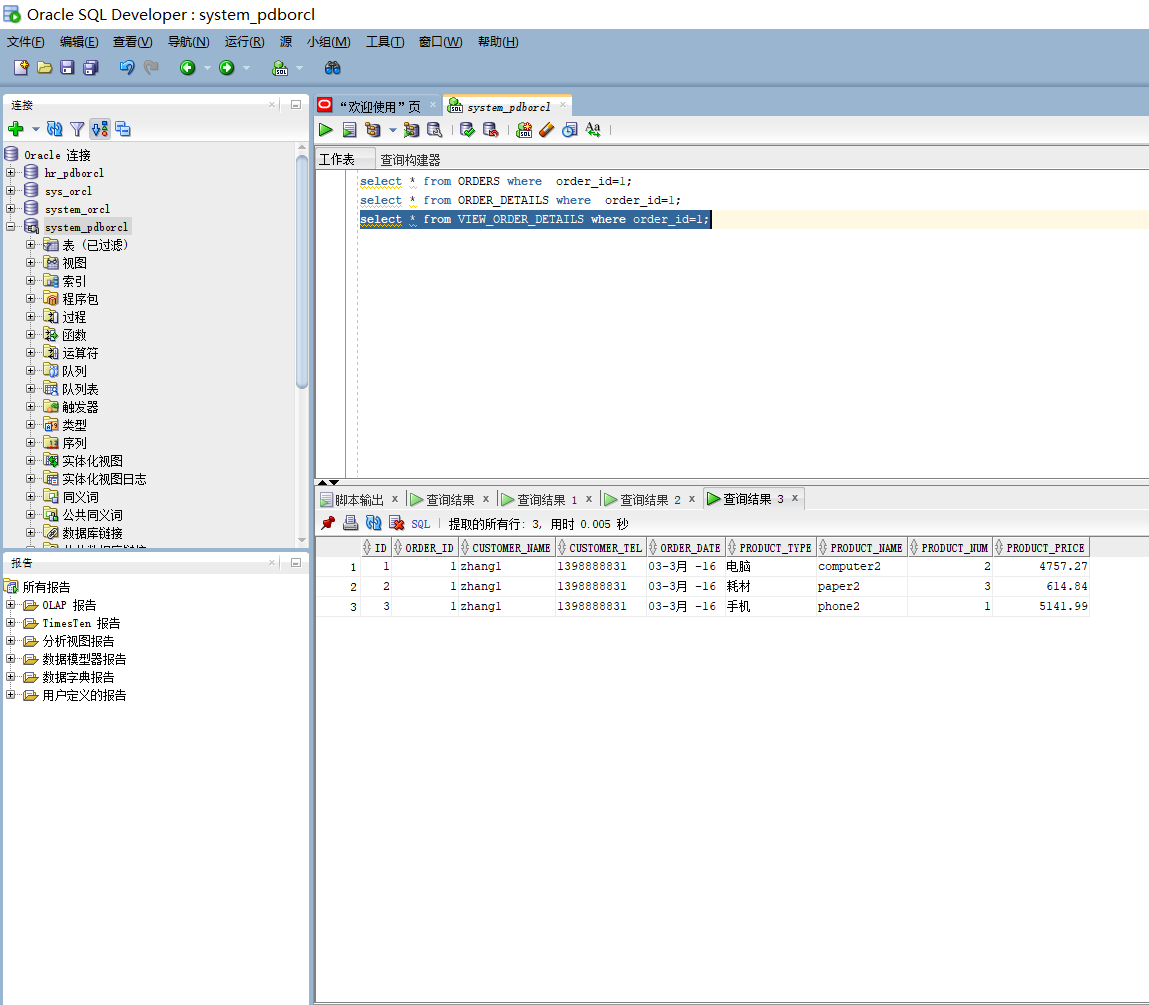 Oracle SQL Developer : system_pdborcl
文件(F) 编辑(E) 查看(V) 导航(N) 运行(R) 源 小组(M) 工具(T) 窗口(W) 帮助(H)
连接
Oracle 连接
hr_pdborcl
sys_orcl
system_orcl
system_pdborcl
表 (已过滤)
视图
索引
程序包
过程
函数
运算符
队列
队列表
触发器
类型
序列
实体化视图
实体化视图日志
同义词
公共同义词
数据库链接
报告
所有报告
OLAP 报告
TimesTen 报告
分析视图报告
数据模型器报告
数据字典报告
用户定义的报告
“欢迎使用”页 system_pdborcl
工作表 查询构建器
select * from ORDERS where  order_id=1;
select * from ORDER_DETAILS where  order_id=1;
select * from VIEW_ORDER_DETAILS where order_id=1;
脚本输出 x 查询结果 x 查询结果 1 x 查询结果 2 x 查询结果 3 x
SQL | 提取的所有行: 3, 用时 0.005 秒
ID ORDER_ID CUSTOMER_NAME CUSTOMER_TEL ORDER_DATE PRODUCT_TYPE PRODUCT_NAME PRODUCT_NUM PRODUCT_PRICE
1 1 1 zhang1 1398888831 03-3月 -16 电脑 computer2 2 4757.27
2 2 1 zhang1 1398888831 03-3月 -16 耗材 paper2 3 614.84
3 3 1 zhang1 1398888831 03-3月 -16 手机 phone2 1 5141.99